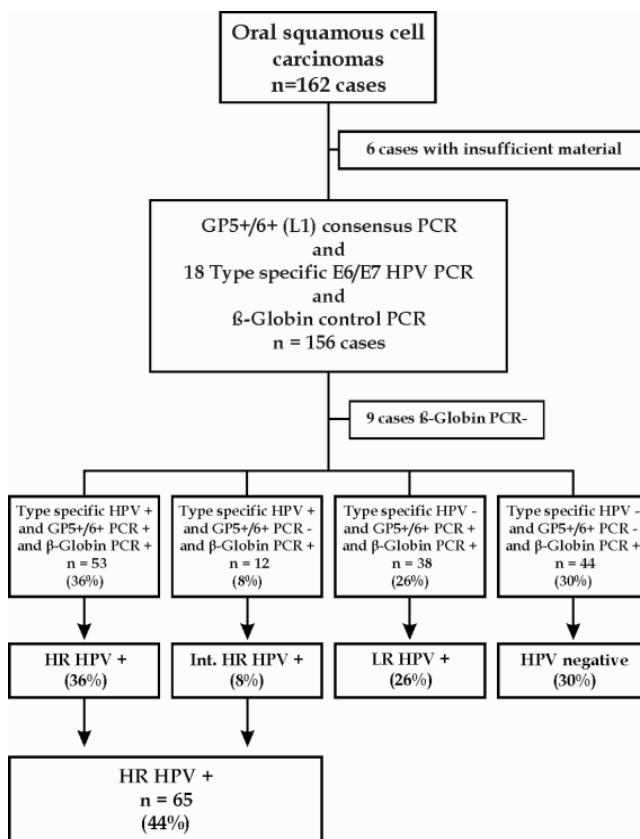 Oral squamous cell
carcinomas
n=162 cases
6 cases with insufficient material
GP5+/6+ (L1) consensus PCR
and
18 Type specific E6/E7 HPV PCR
and
ß-Globin control PCR
n = 156 cases
9 cases ß-Globin PCR-
Type specific HPV +
and GP5+/6+ PCR +
and β-Globin PCR +
n = 53
(36%)
Type specific HPV +
and GP5+/6+ PCR -
and β-Globin PCR +
n = 12
(8%)
Type specific HPV -
and GP5+/6+ PCR +
and β-Globin PCR +
n = 38
(26%)
Type specific HPV -
and GP5+/6+ PCR -
and β-Globin PCR +
n = 44
(30%)
HR HPV +
(36%)
Int. HR HPV +
(8%)
LR HPV +
(26%)
HPV negative
(30%)
HR HPV +
n = 65
(44%)